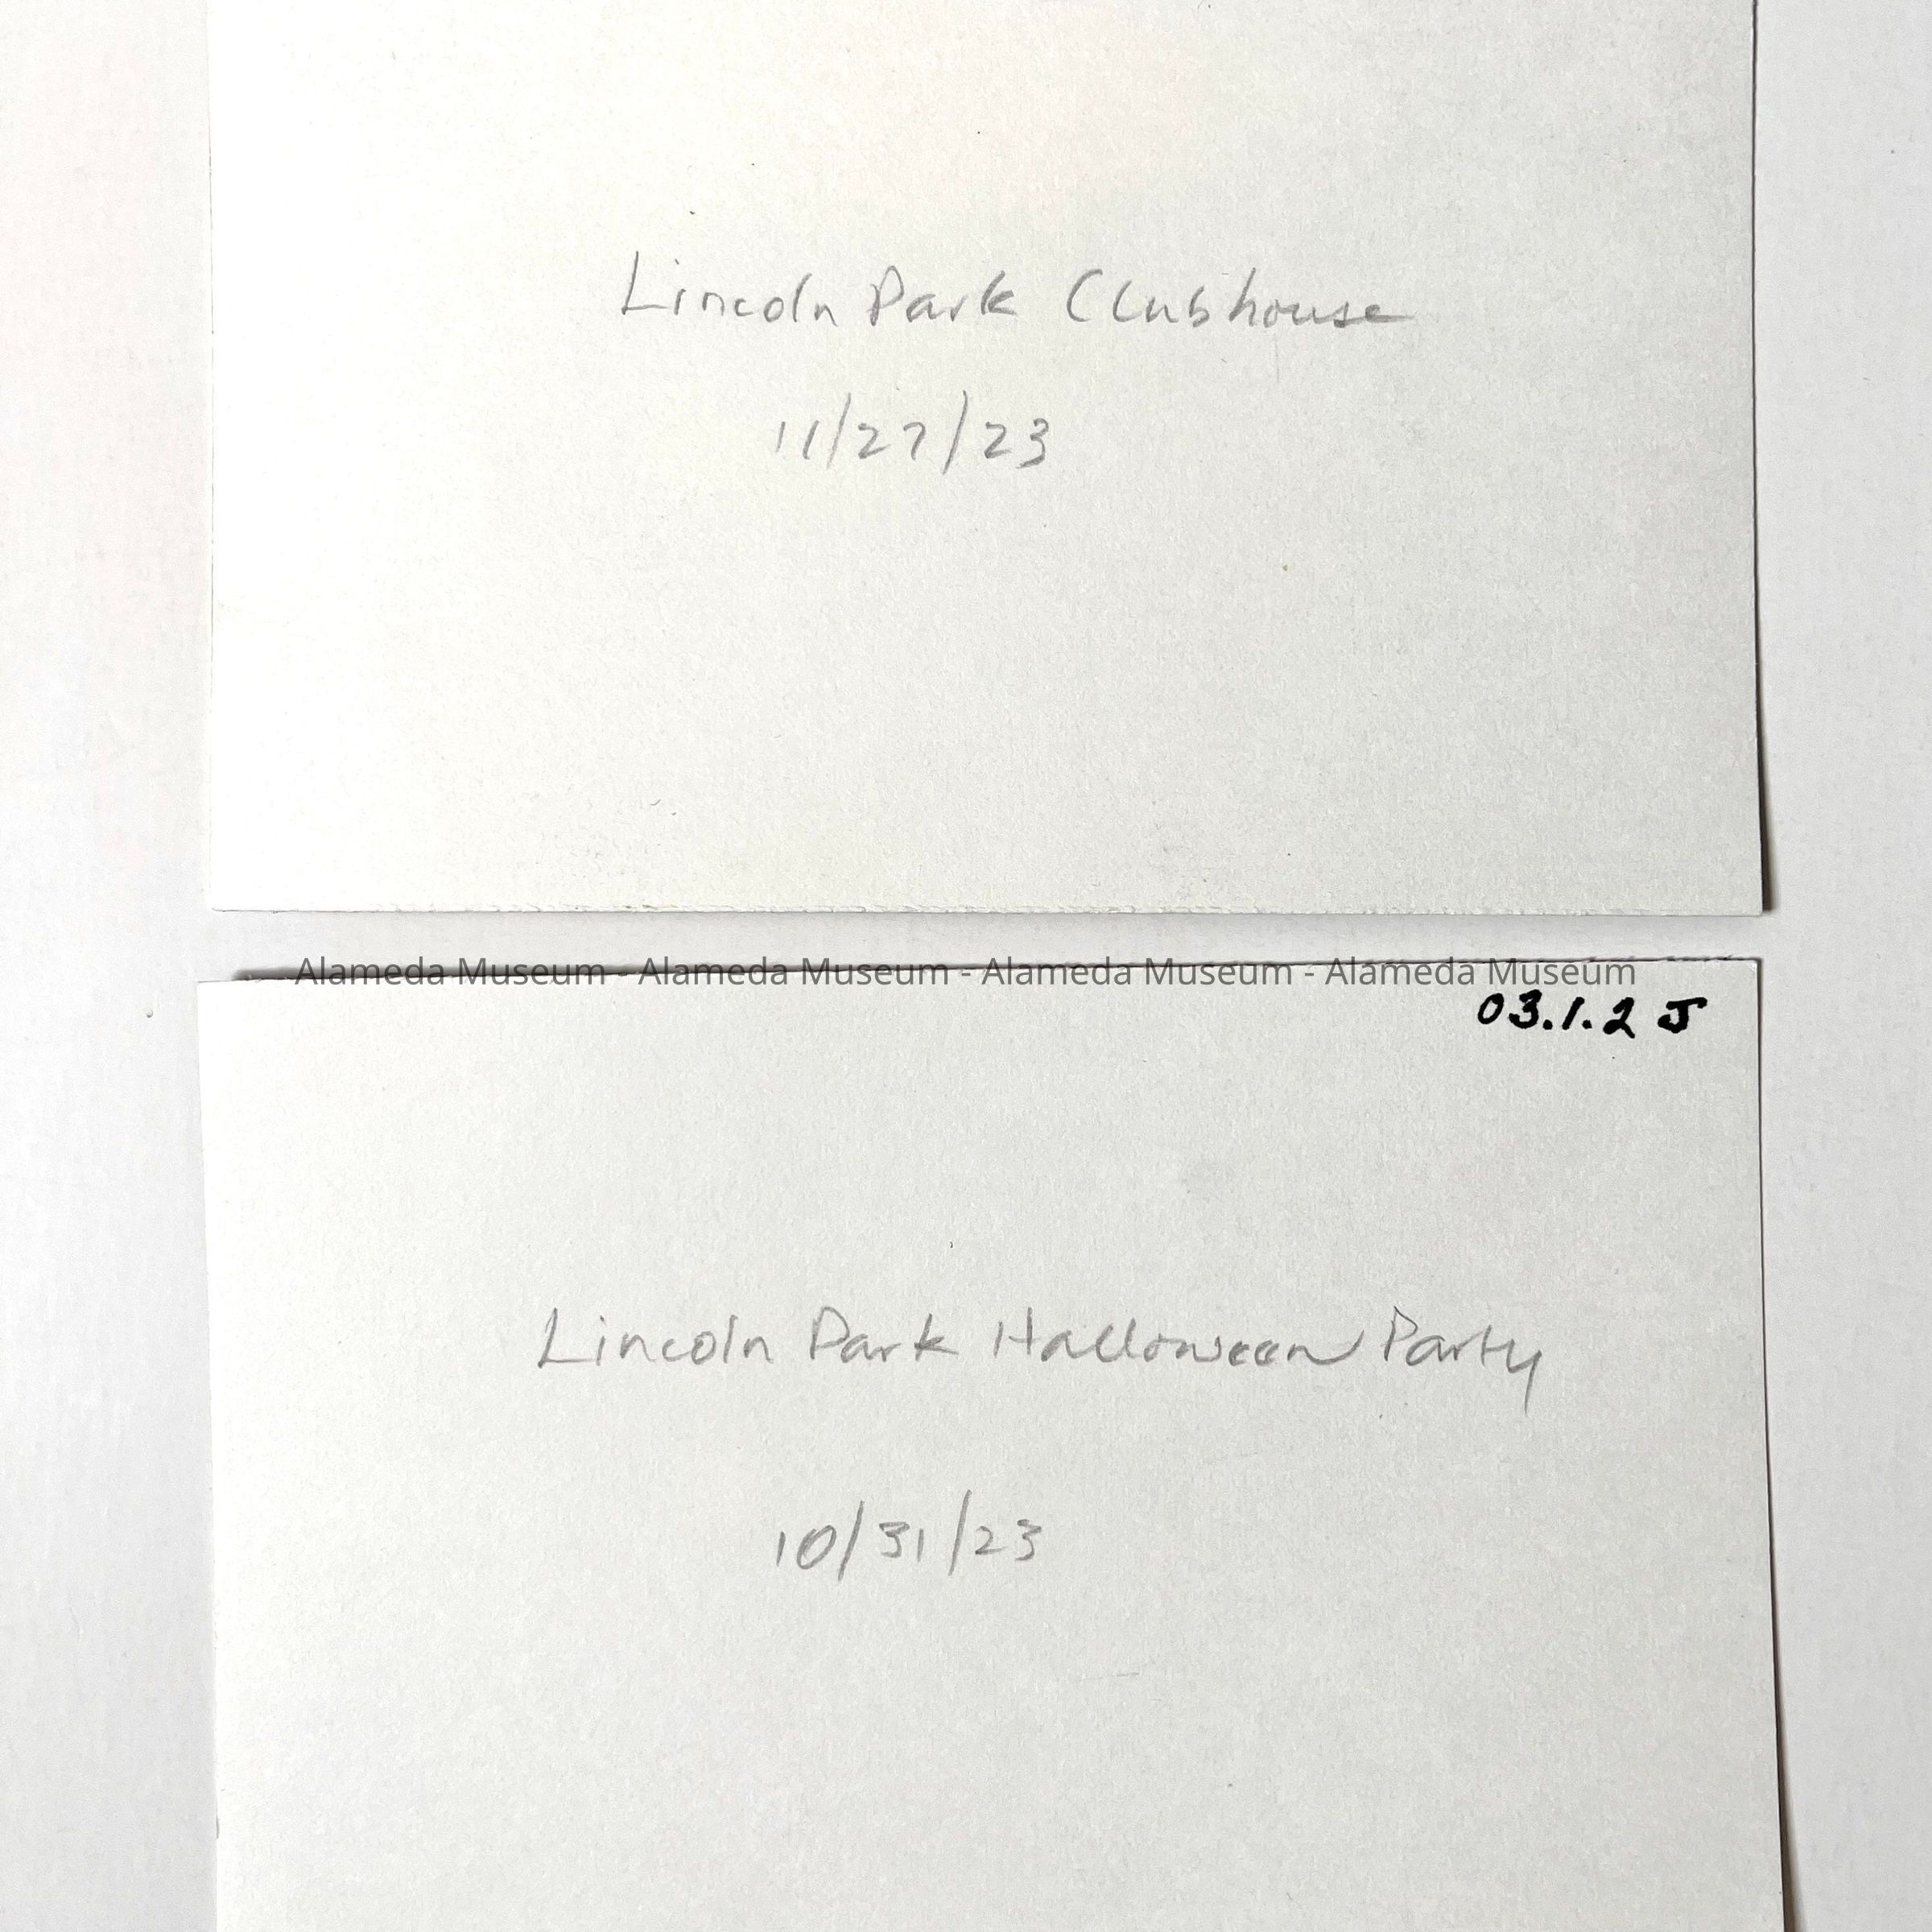 Lincoln Park Clubhouse
11/27/23
Alameda Museum - Alameda Museum - Alameda Museum - Alameda Museum
03.1.2 J
Lincoln Park Halloween Party
10/31/23